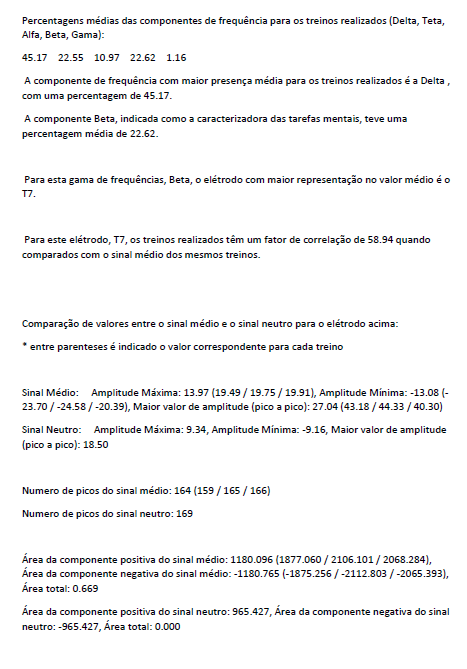 Percentagens médias das componentes de frequência para os treinos realizados (Delta, Teta,
Alfa, Beta, Gama):
45.17 22.55 10.97 22.62 1.16
A componente de frequência com maior presença média para os treinos realizados é a Delta ,
com uma percentagem de 45.17.
A componente Beta, indicada como a caracterizadora das tarefas mentais, teve uma
percentagem média de 22.62.
Para esta gama de frequências, Beta, o elétrodo com maior representação no valor médio é o
T7.
Para este elétrodo, T7, os treinos realizados têm um fator de correlação de 58.94 quando
comparados com o sinal médio dos mesmos treinos.
Comparação de valores entre o sinal médio e o sinal neutro para o elétrodo acima:
* entre parenteses é indicado o valor correspondente para cada treino
Sinal Médio: Amplitude Máxima: 13.97 (19.49 / 19.75 / 19.91), Amplitude Mínima: -13.08 (-
23.70 / -24.58 / -20.39), Maior valor de amplitude (pico a pico): 27.04 (43.18 / 44.33 / 40.30)
Sinal Neutro: Amplitude Máxima: 9.34, Amplitude Mínima: -9.16, Maior valor de amplitude
(pico a pico): 18.50
Numero de picos do sinal médio: 164 (159 / 165 / 166)
Numero de picos do sinal neutro: 169
Área da componente positiva do sinal médio: 1180.096 (1877.060 / 2106.101 / 2068.284),
Área da componente negativa do sinal médio: -1180.765 (-1875.256 / -2112.803 / -2065.393),
Área total: 0.669
Área da componente positiva do sinal neutro: 965.427, Área da componente negativa do sinal
neutro: -965.427, Área total: 0.000